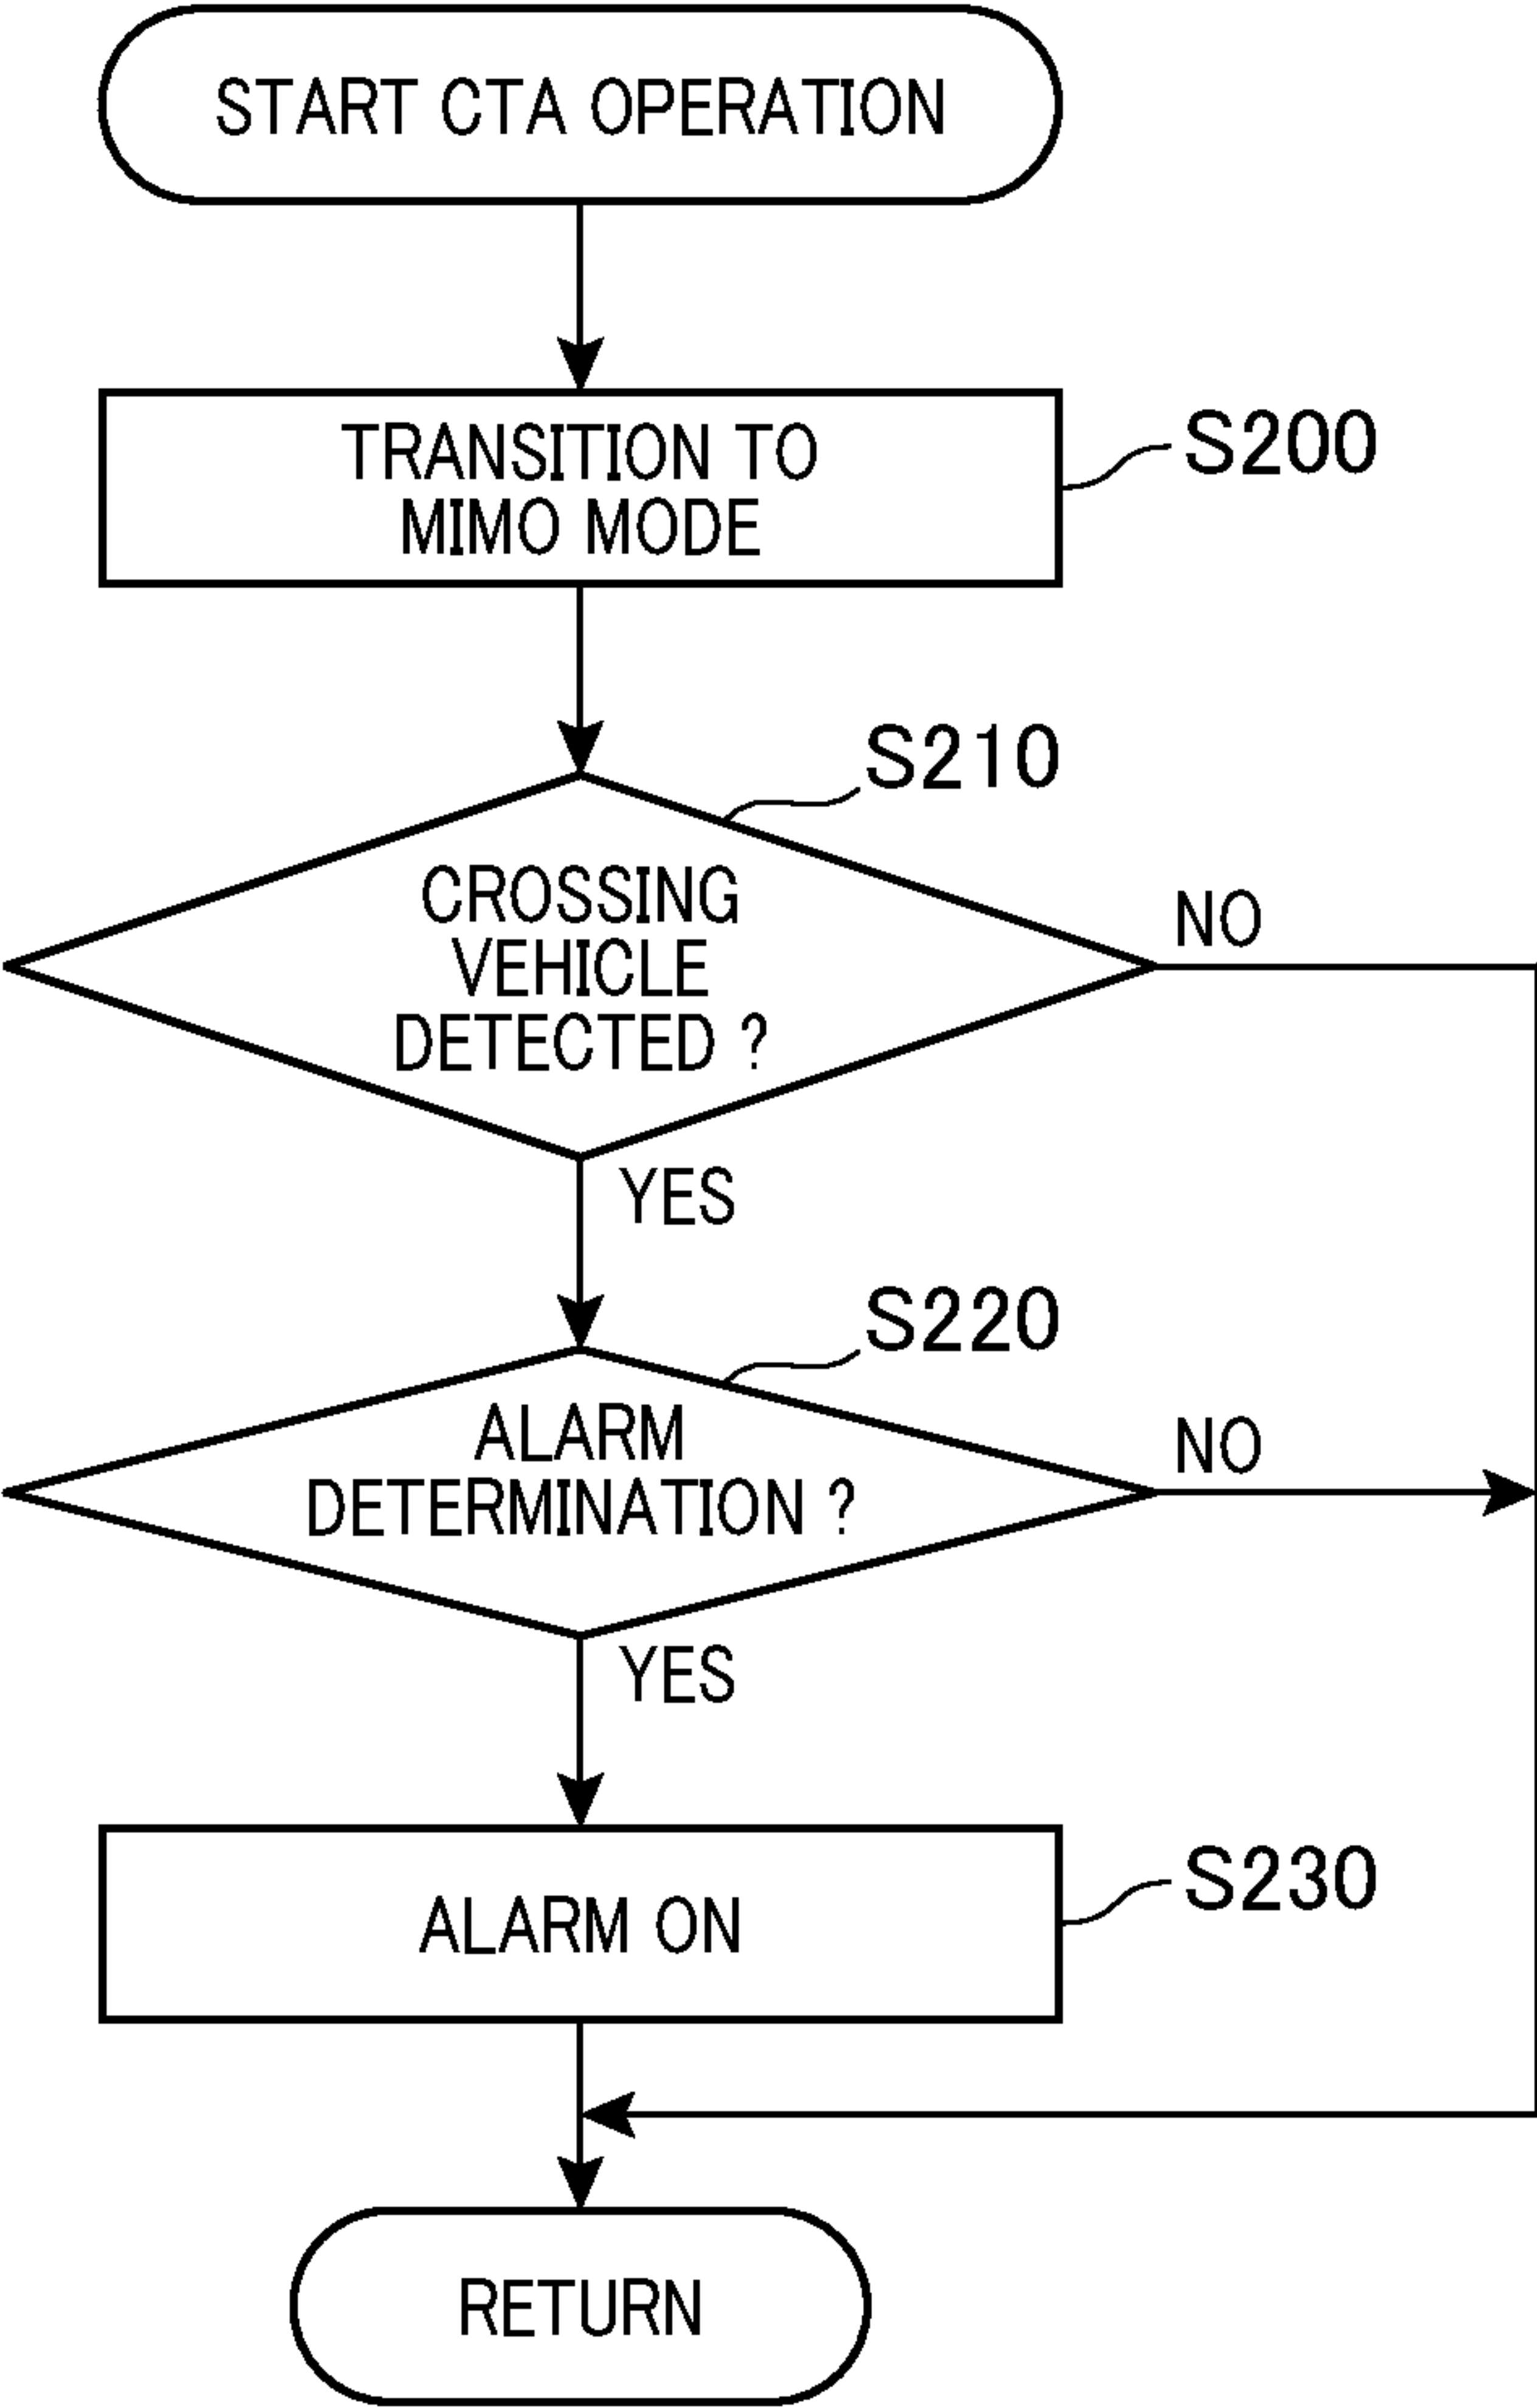 START CTA OPERATION
TRANSITION TO
MIMO MODE
S200
S210
CROSSING
VEHICLE
DETECTED ?
NO
YES
S220
ALARM
DETERMINATION ?
NO
YES
ALARM ON
S230
RETURN